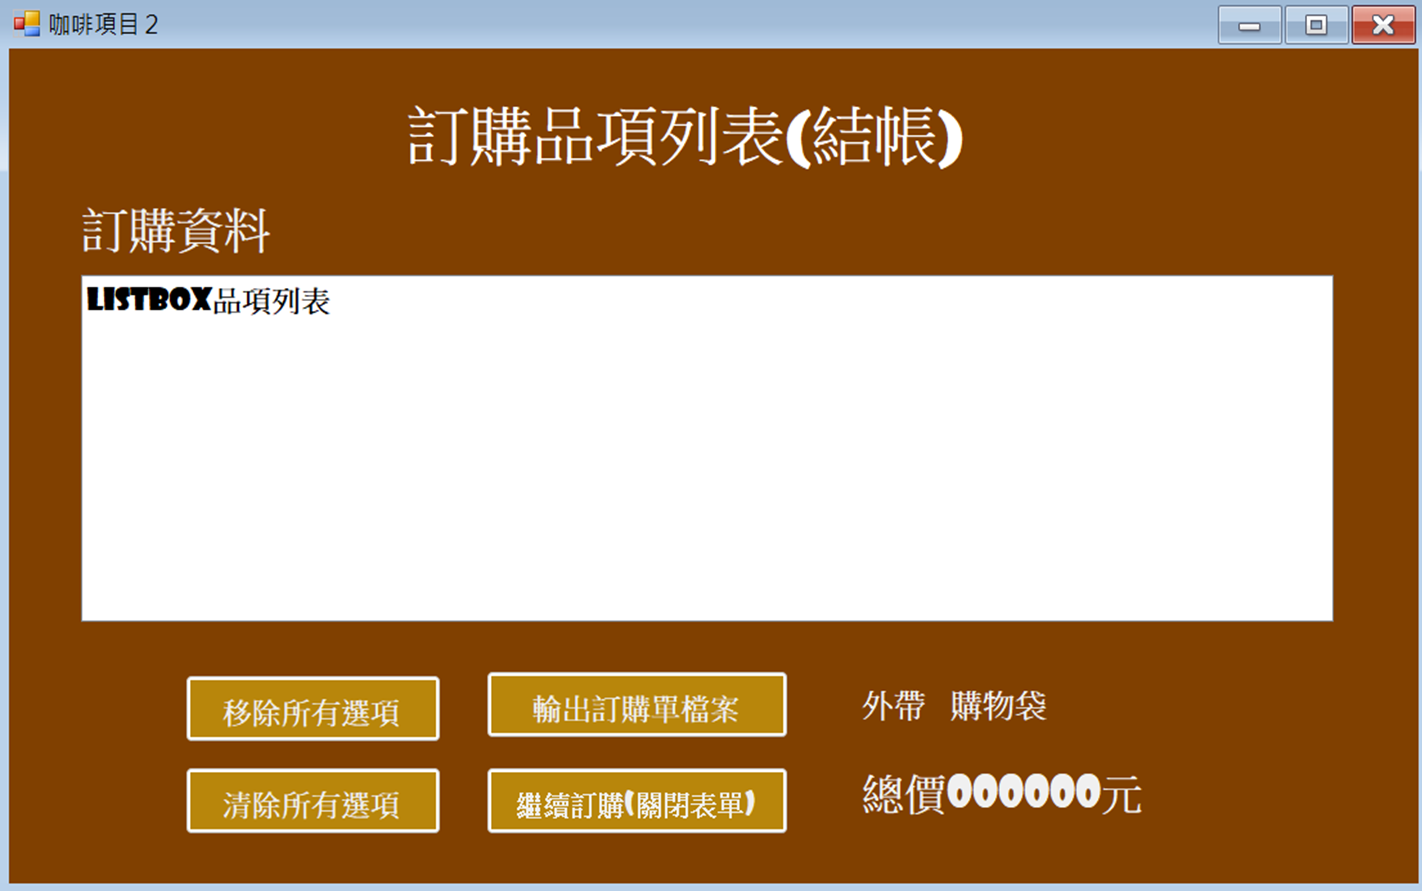 咖啡項目2
訂購品項列表(結帳)
訂購資料
LISTBOX品項列表
移除所有選項
輸出訂購單檔案
外帶 購物袋
清除所有選項
繼續訂購(關閉表單)
總價000000元